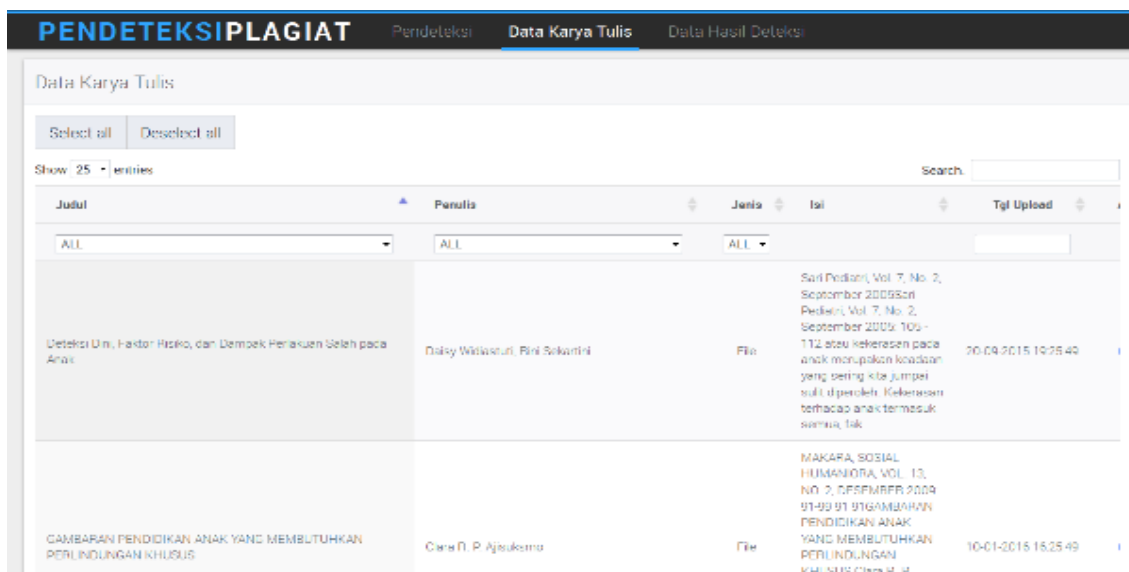 PENDETEKSIPLAGIAT Pendeteksi Data Karya Tulis Data Hasil Deteksi
Data Karya Tulis
Select all Deselect all
Show 25 entries Search:
Judul Penulis Jenis Isi Tgl Upload
ALL ALL ALL
Sari Pediatri, Vol. 7, No. 2,
September 2005Sari
Pediatri, Vol. 7, No. 2,
September 2005: 105 -
112 atau kekerasan pada
anak merupakan keadaan
yang sering kita jumpai
sulit diperoleh. Kekerasan
terhadap anak termasuk
semua, tak
Deteksi Dini, Faktor Risiko, dan Dampak Perlakuan Salah pada
Anak
Daisy Widiastuti, Rini Sekartini File 20-09-2015 19:25:49
MAKARA, SOSIAL
HUMANIORA, VOL. 13,
NO. 2, DESEMBER 2009:
91-99 91 91GAMBARAN
PENDIDIKAN ANAK
YANG MEMBUTUHKAN
PERLINDUNGAN
KHUSUS Clara R. P.
GAMBARAN PENDIDIKAN ANAK YANG MEMBUTUHKAN
PERLINDUNGAN KHUSUS
Clara R. P. Ajisuksmo File 10-01-2016 16:25:49